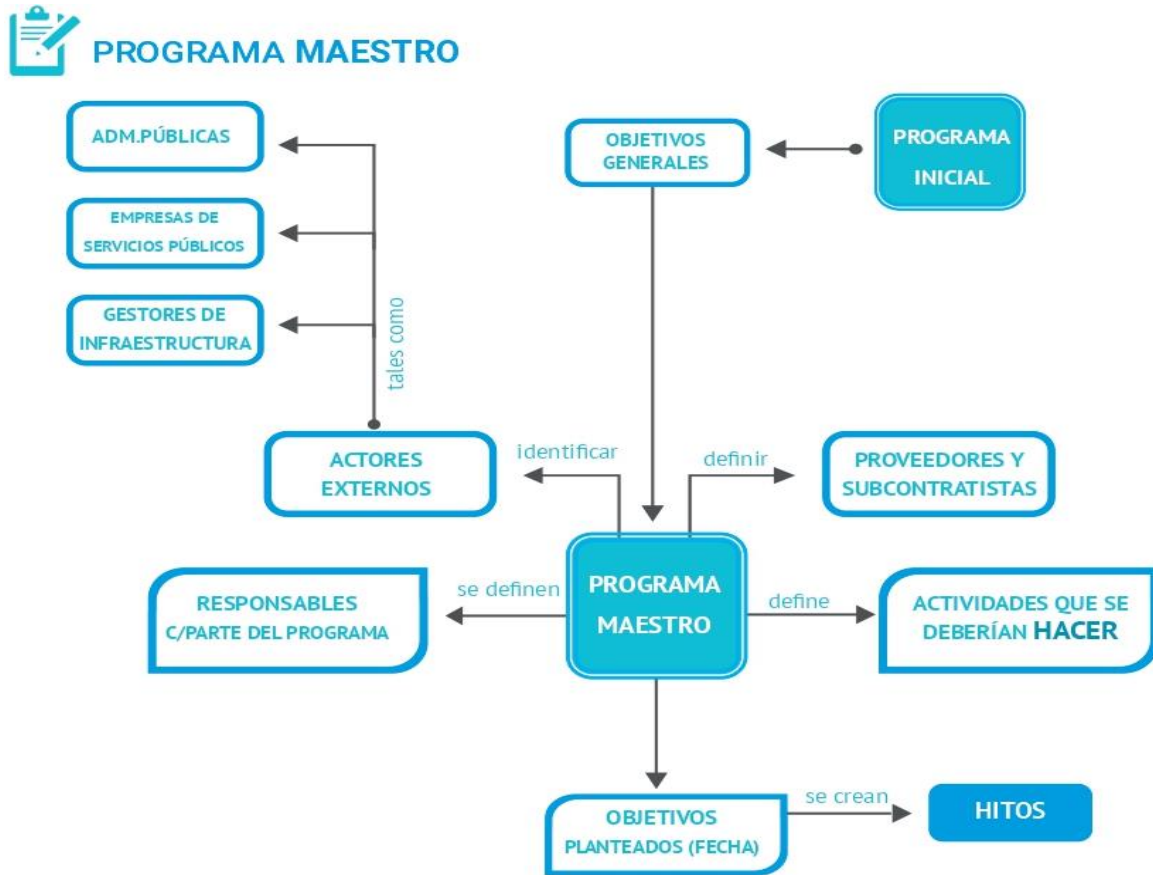 PROGRAMA MAESTRO
ADM.PÚBLICAS
OBJETIVOS
GENERALES
PROGRAMA
INICIAL
EMPRESAS DE
SERVICIOS PÚBLICOS
GESTORES DE
INFRAESTRUCTURA
tales como
ACTORES
EXTERNOS
identificar
definir
PROVEEDORES Y
SUBCONTRATISTAS
RESPONSABLES
C/PARTE DEL PROGRAMA
se definen
PROGRAMA
MAESTRO
define
ACTIVIDADES QUE SE
DEBERÍAN HACER
OBJETIVOS
PLANTEADOS (FECHA)
se crean
HITOS